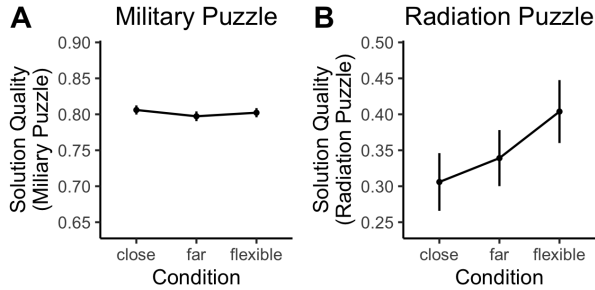 A
Military Puzzle
Solution Quality
(Miliary Puzzle)
0.90
0.85
0.80
0.75
0.70
0.65
close far flexible
Condition
B
Radiation Puzzle
Solution Quality
(Radiation Puzzle)
0.50
0.45
0.40
0.35
0.30
0.25
close far flexible
Condition